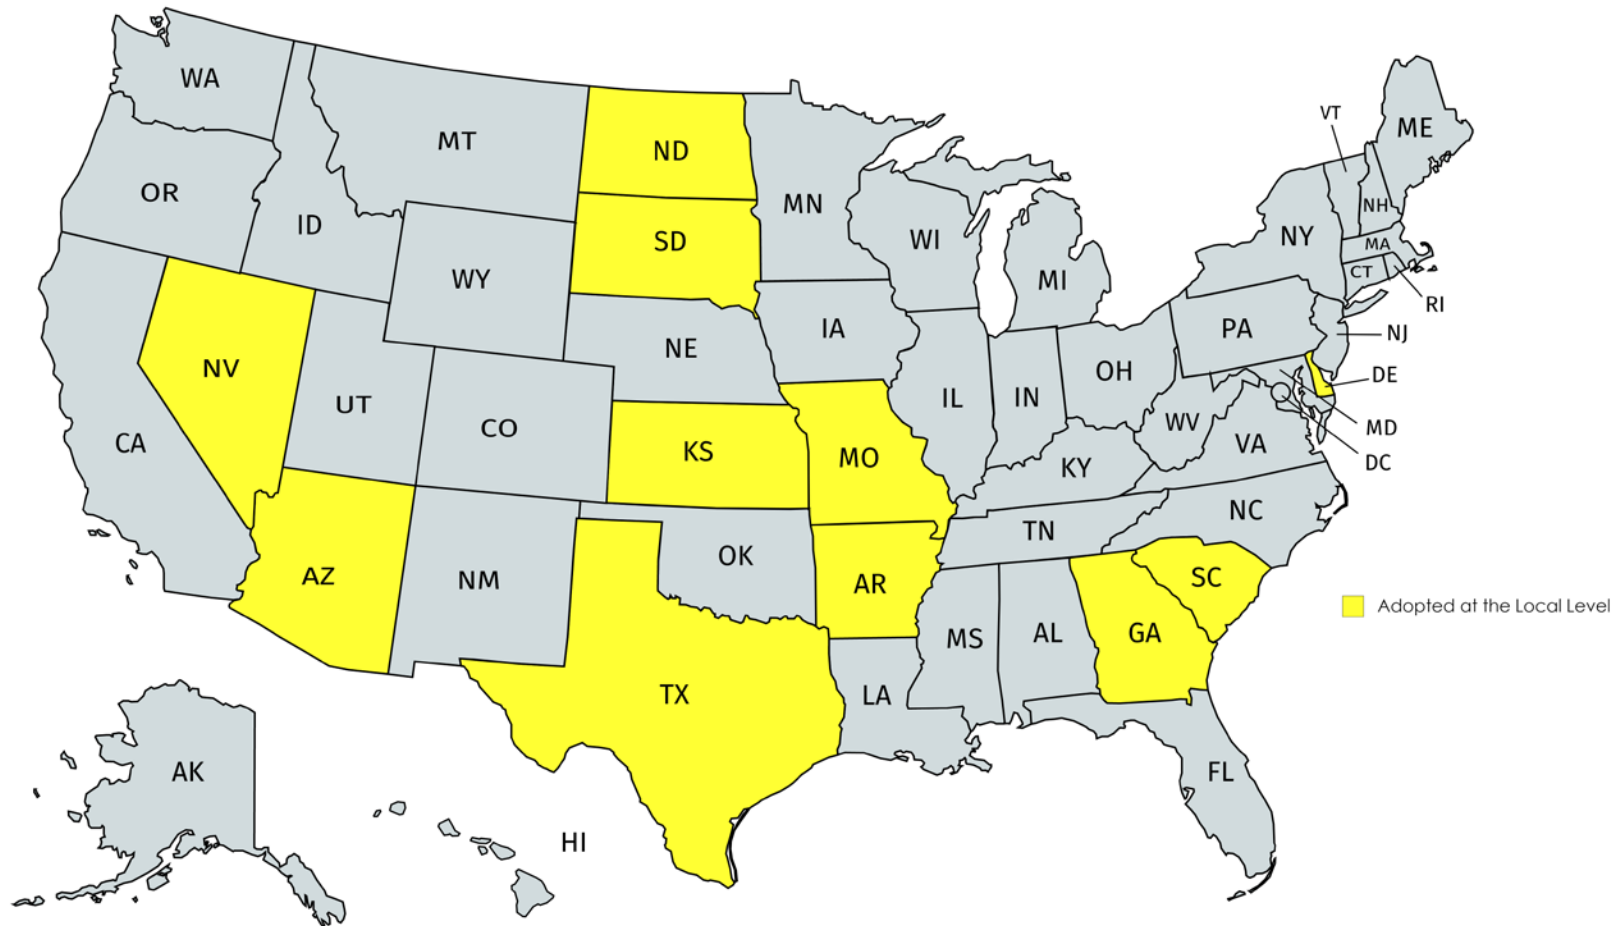 WA
MT
ND
MN
VT
ME
OR
ID
SD
WI
NH
NY
MA
WY
MI
CT
RI
IA
PA
NJ
NV
NE
OH
DE
UT
IL
IN
CO
CA
KS
MO
WV
VA
MD
DC
KY
NC
TN
OK
AZ
NM
AR
SC
Adopted at the Local Level
MS
AL
GA
TX
LA
AK
FL
HI